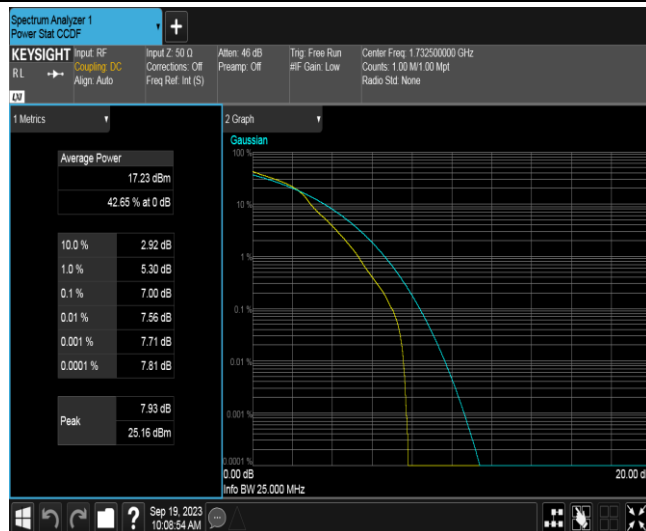 Spectrum Analyzer 1
Power Stat CCDF
+
KEYSIGHT
RL
LXI
Input: RF
Coupling: DC
Align: Auto
Input Z: 50 Ω
Corrections: Off
Freq Ref: Int (S)
Atten: 46 dB
Preamp: Off
Trig: Free Run
#IF Gain: Low
Center Freq: 1.732500000 GHz
Counts: 1.00 M/1.00 Mpt
Radio Std: None
1 Metrics
Average Power
17.23 dBm
42.65 % at 0 dB
10.0 % 2.92 dB
1.0 % 5.30 dB
0.1 % 7.00 dB
0.01 % 7.56 dB
0.001 % 7.71 dB
0.0001 % 7.81 dB
Peak 7.93 dB
25.16 dBm
2 Graph
Gaussian
100 %
10 %
1 %
0.1 %
0.01 %
0.001 %
0.0001 %
0.00 dB
20.00 d
Info BW 25.000 MHz
?
Sep 19, 2023
10:08:54 AM